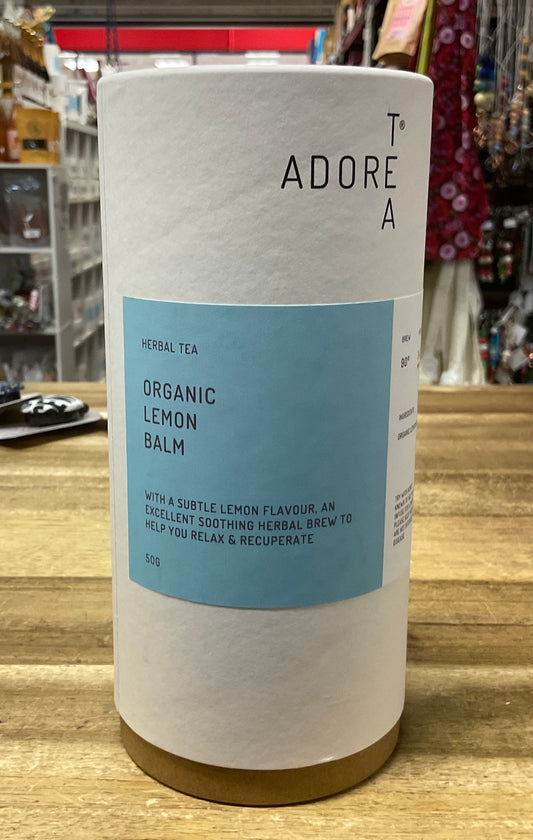 T®
ADORE
A
HERBAL TEA
ORGANIC
LEMON
BALM
WITH A SUBTLE LEMON FLAVOUR, AN
EXCELLENT SOOTHING HERBAL BREW TO
HELP YOU RELAX & RECUPERATE
50G
BREW
90°